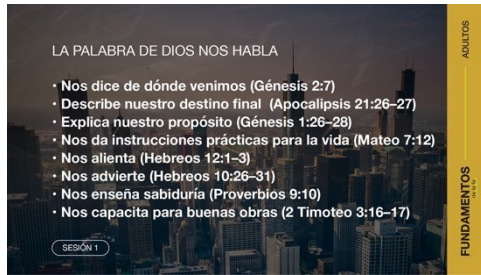 LA PALABRA DE DIOS NOS HABLA
• Nos dice de dónde venimos (Génesis 2:7)
• Describe nuestro destino final (Apocalipsis 21:26–27)
• Explica nuestro propósito (Génesis 1:26–28)
• Nos da instrucciones prácticas para la vida (Mateo 7:12)
• Nos alienta (Hebreos 12:1–3)
• Nos advierte (Hebreos 10:26–31)
• Nos enseña sabiduría (Proverbios 9:10)
• Nos capacita para buenas obras (2 Timoteo 3:16–17)
SESIÓN 1
ADULTOS
FUNDAMENTOS
de la fe